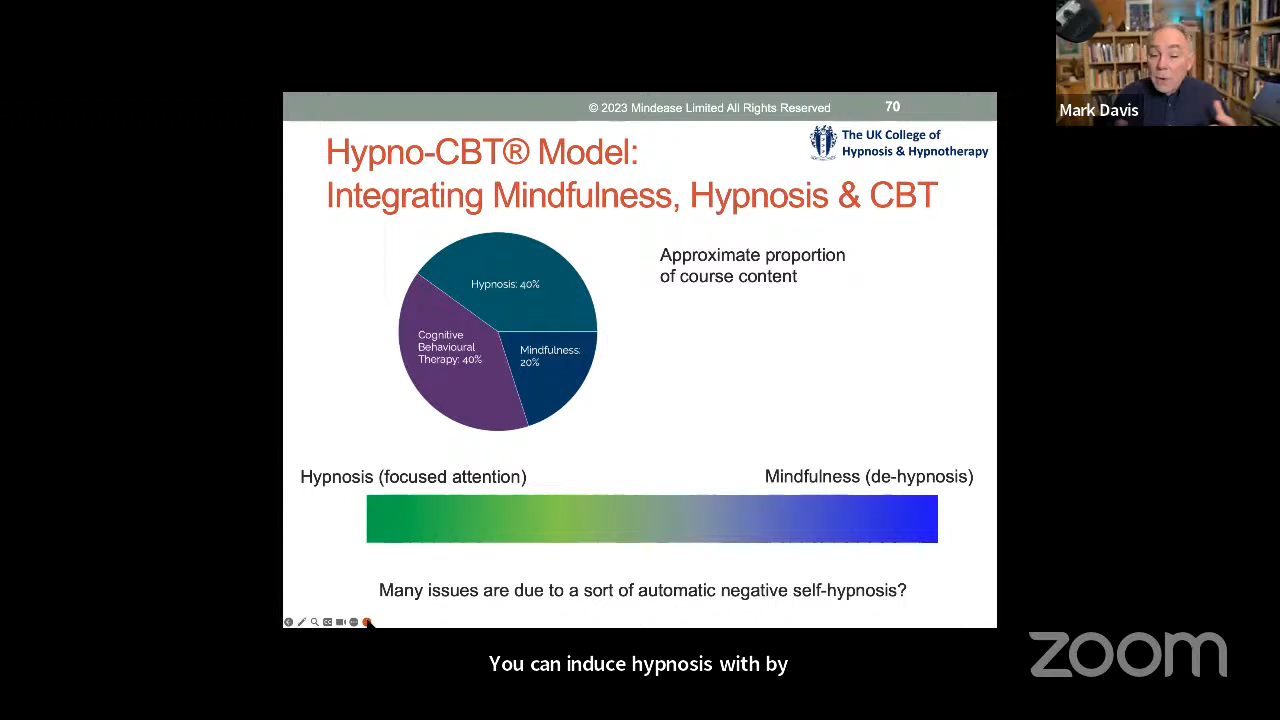 © 2023 Mindease Limited All Rights Reserved
70
Mark Davis
The UK College of
Hypnosis & Hypnotherapy
Hypno-CBT® Model:
Integrating Mindfulness, Hypnosis & CBT
Approximate proportion
of course content
Hypnosis: 40%
Cognitive
Behavioural
Therapy: 40%
Mindfulness:
20%
Hypnosis (focused attention)
Mindfulness (de-hypnosis)
Many issues are due to a sort of automatic negative self-hypnosis?
You can induce hypnosis with by
zoom